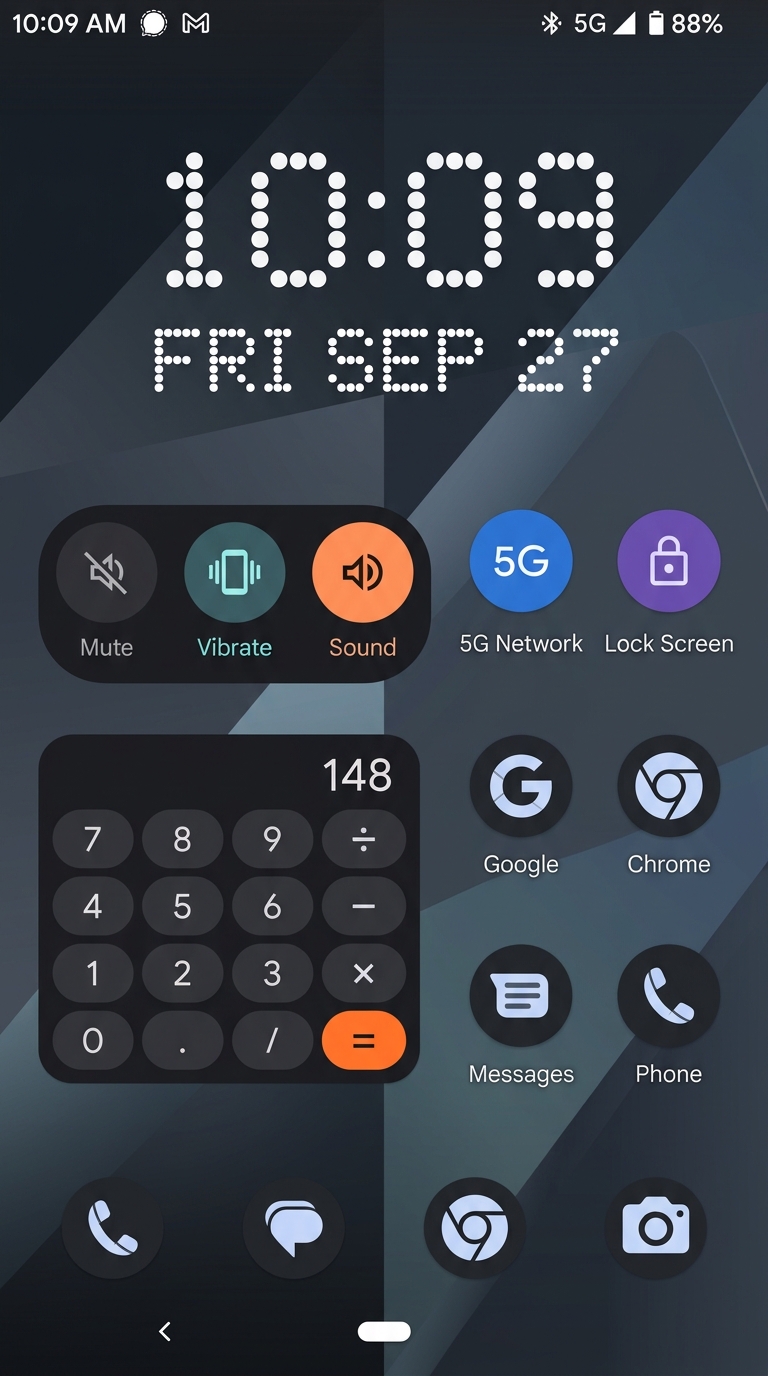 10:09 AM 5G 88%
10:09
FRI SEP 27
Mute Vibrate Sound
5G
5G Network Lock Screen
148
7 8 9 ÷
4 5 6 −
1 2 3 ×
0 . / =
Google Chrome
Messages Phone